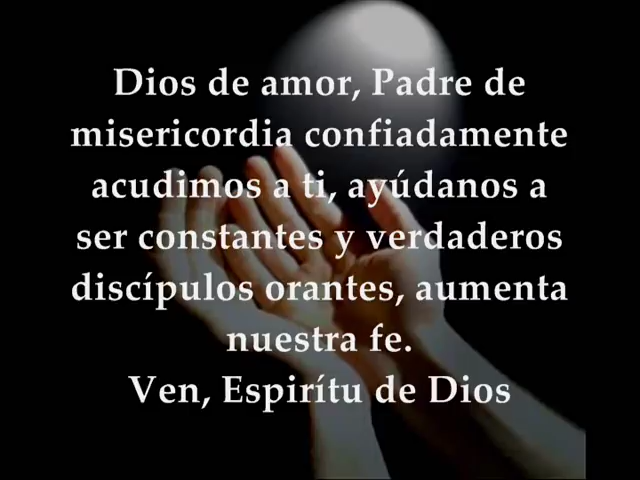 Dios de amor, Padre de
misericordia confiadamente
acudimos a ti, ayúdanos a
ser constantes y verdaderos
discípulos orantes, aumenta
nuestra fe.
Ven, Espirítu de Dios